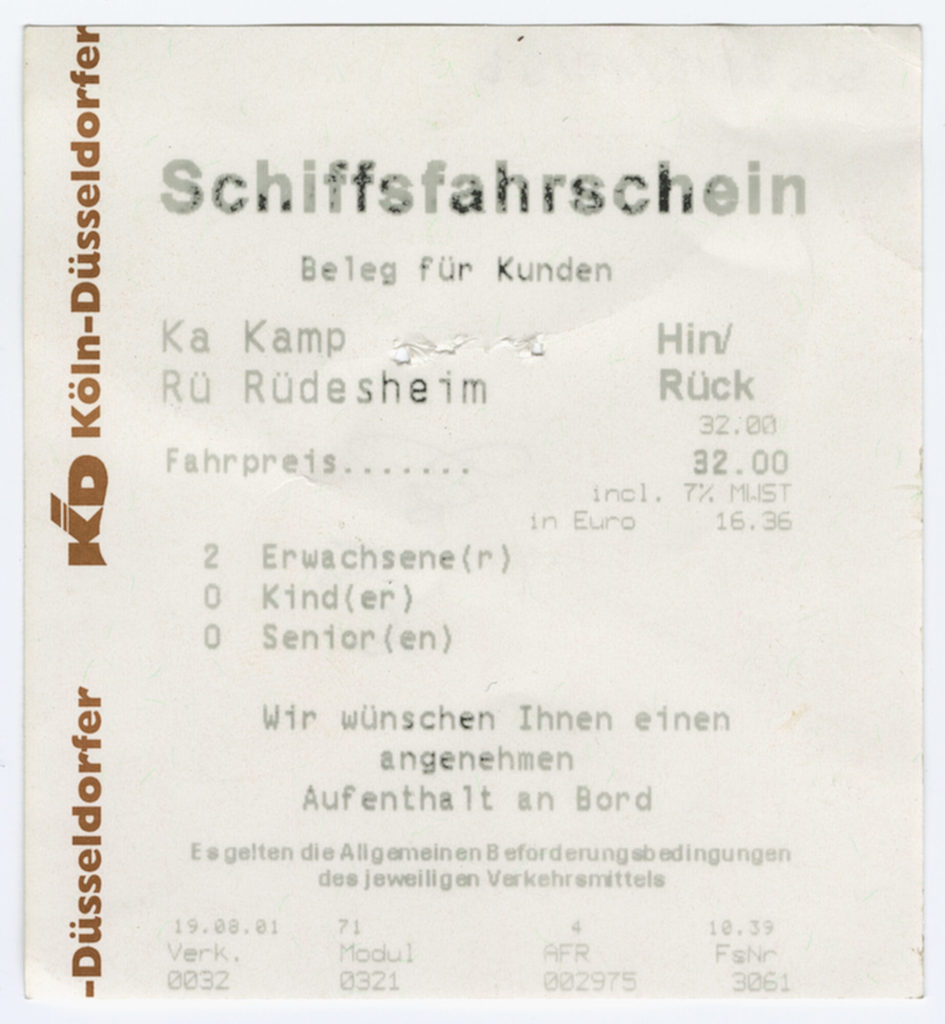 KD Köln-Düsseldorfer
-Düsseldorfer
Schiffsfahrschein
Beleg für Kunden
Ka Kamp Hin/
Rü Rüdesheim Rück
32.00
Fahrpreis....... 32.00
incl. 7% MWST
in Euro 16.36
2 Erwachsene(r)
0 Kind(er)
0 Senior(en)
Wir wünschen Ihnen einen
angenehmen
Aufenthalt an Bord
Es gelten die Allgemeinen Beförderungsbedingungen
des jeweiligen Verkehrsmittels
19.08.01 71 4 10.39
Verk. Modul AFR FsNr
0032 0321 002975 3061